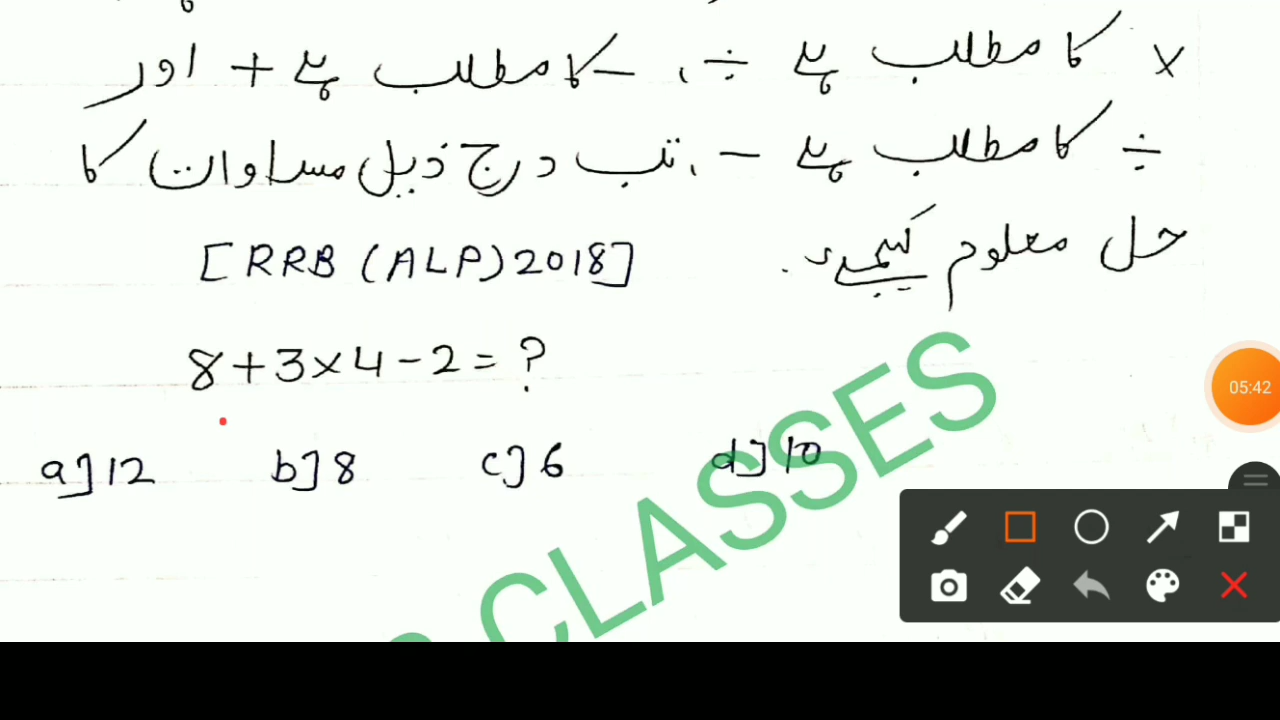 × کا مطلب ہے ÷، − کا مطلب ہے + اور
÷ کا مطلب ہے −، تب درج ذیل مساوات کا
حل معلوم کیجیے۔
[RRB (ALP) 2018]
8+3×4−2=?
a] 12 b] 8 c] 6 d] 10
CLASSES
05:42